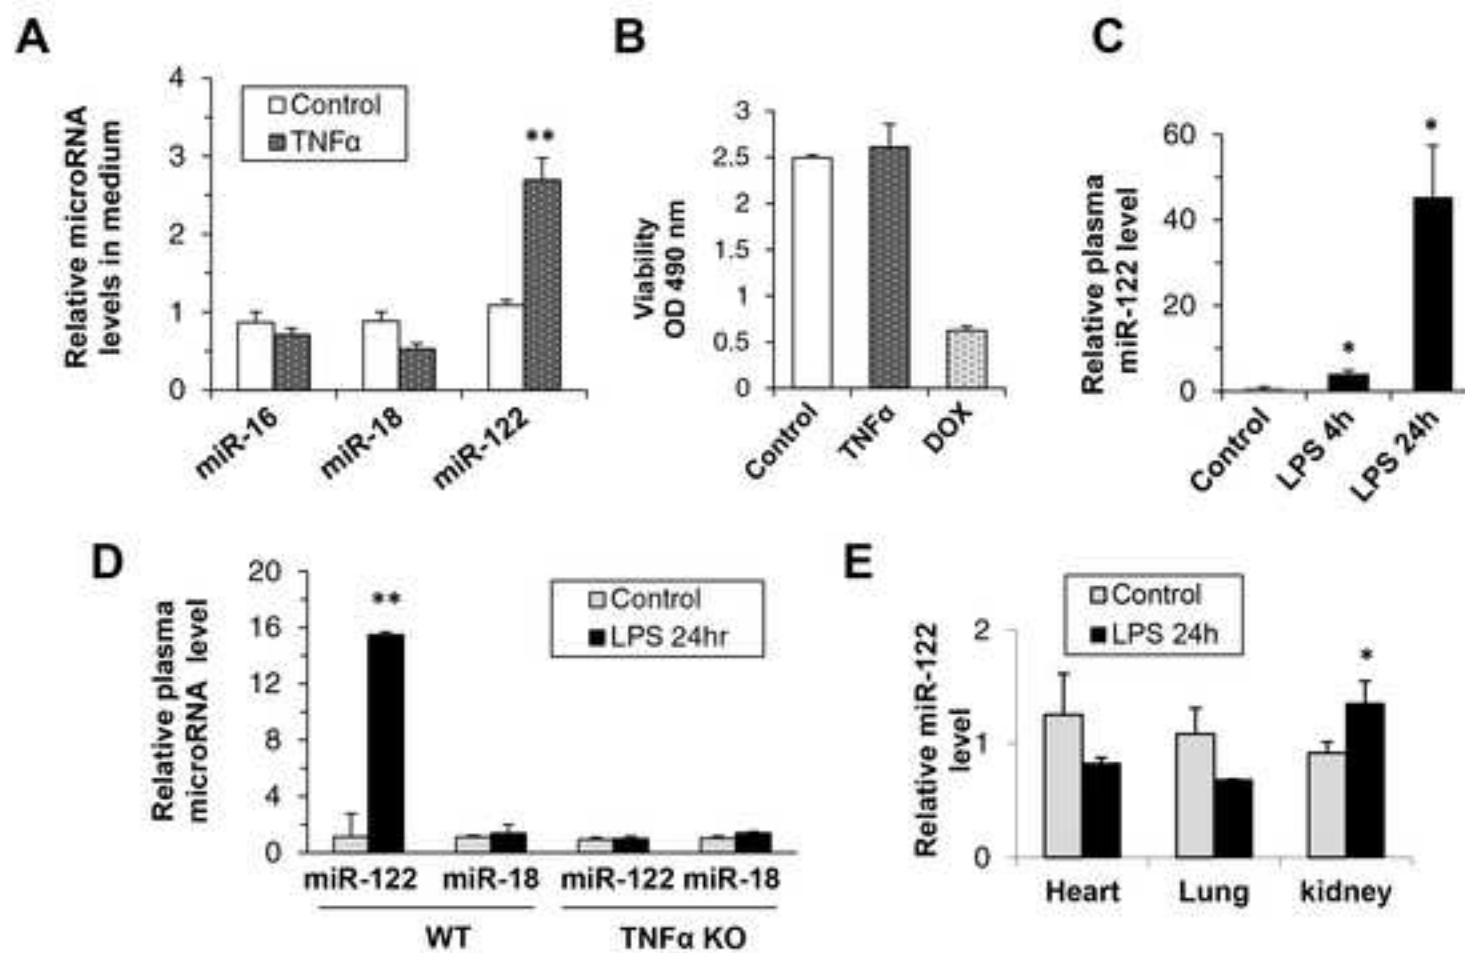 A
Relative microRNA
levels in medium
4
3
2
1
0
Control
TNFα
**
miR-16
miR-18
miR-122
B
Viability
OD 490 nm
3
2.5
2
1.5
1
0.5
0
Control
TNFα
DOX
C
Relative plasma
miR-122 level
60
40
20
0
*
*
Control
LPS 4h
LPS 24h
D
Relative plasma
microRNA level
20
16
12
8
4
0
**
Control
LPS 24hr
miR-122 miR-18 miR-122 miR-18
WT TNFα KO
E
Relative miR-122
level
2
1
0
Control
LPS 24h
*
Heart Lung kidney